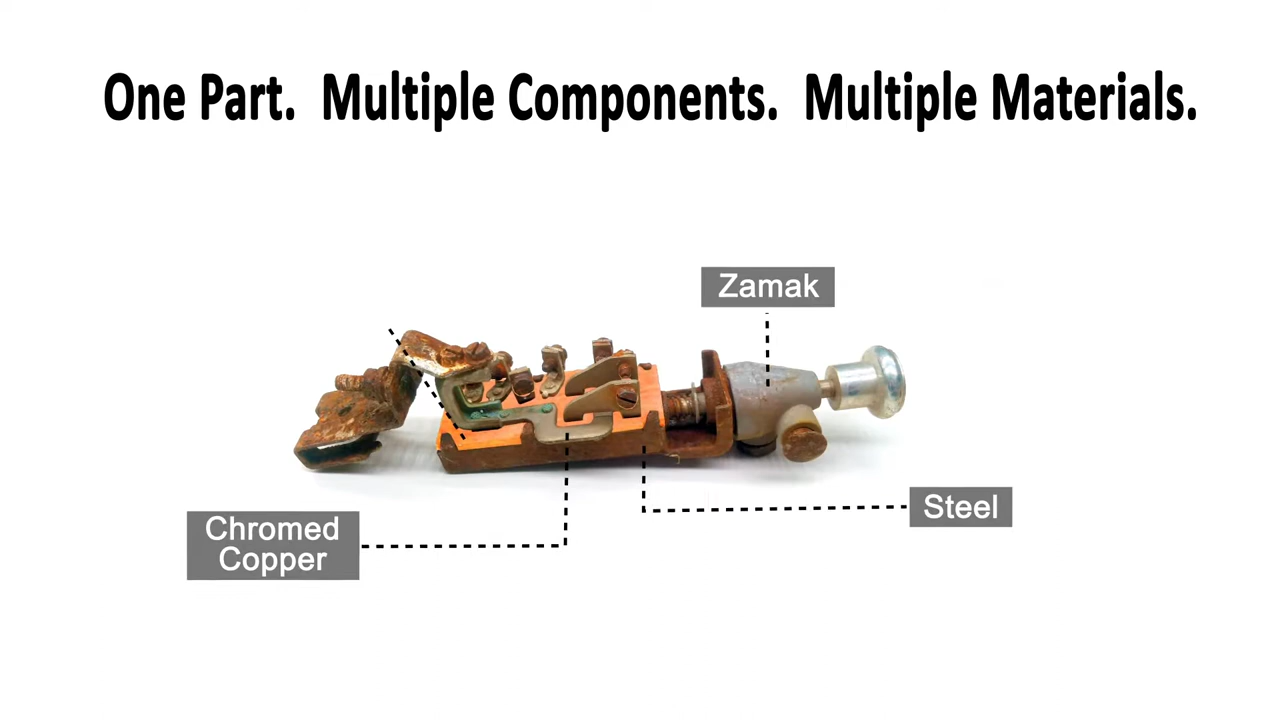 One Part. Multiple Components. Multiple Materials.
Zamak
Steel
Chromed
Copper